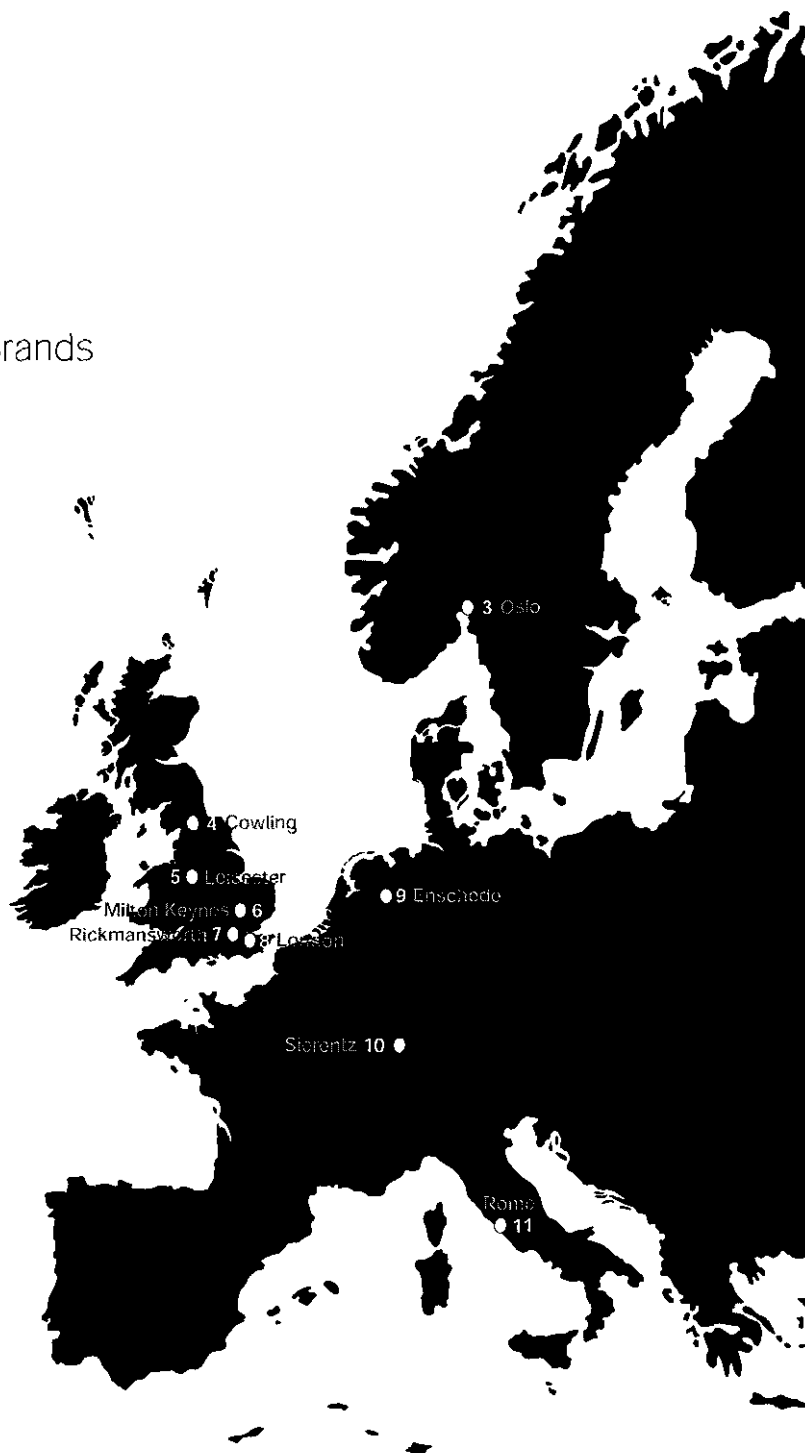 rands
3 Oslo
4 Cowling
5 Leicester
Milton Keynes 6
Rickmansworth 7
8 London
9 Enschede
Sierentz 10
Rome
11